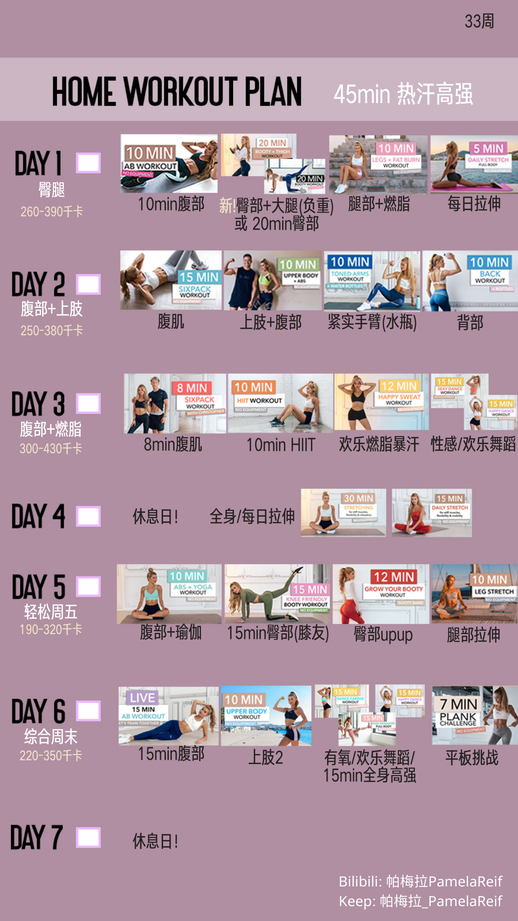 33周
HOME WORKOUT PLAN 45min 热汗高强
DAY 1
臀腿
260-390千卡
10 MIN
AB WORKOUT
NO EQUIPMENT
10min腹部
20 MIN
BOOTY + THIGH
WORKOUT
20 MIN
新!臀部+大腿(负重)
或 20min臀部
10 MIN
LEGS + FAT BURN
WORKOUT
腿部+燃脂
5 MIN
DAILY STRETCH
FULL BODY
每日拉伸
DAY 2
腹部+上肢
250-380千卡
15 MIN
SIXPACK
WORKOUT
腹肌
10 MIN
UPPER BODY
+ ABS
上肢+腹部
10 MIN
TONED ARMS
WORKOUT
+ WATER BOTTLES
紧实手臂(水瓶)
10 MIN
BACK
WORKOUT
背部
DAY 3
腹部+燃脂
300-430千卡
8 MIN
SIXPACK
WORKOUT
8min腹肌
10 MIN
HIIT WORKOUT
NO EQUIPMENT
10min HIIT
12 MIN
HAPPY SWEAT
WORKOUT
欢乐燃脂暴汗
15 MIN
SEXY DANCE
WORKOUT
15 MIN
HAPPY DANCE
WORKOUT
性感/欢乐舞蹈
DAY 4
休息日!
全身/每日拉伸
30 MIN
STRETCHING
15 MIN
DAILY STRETCH
DAY 5
轻松周五
190-320千卡
10 MIN
ABS + YOGA
WORKOUT
腹部+瑜伽
15 MIN
KNEE FRIENDLY
BOOTY WORKOUT
NO EQUIPMENT
15min臀部(膝友)
12 MIN
GROW YOUR BOOTY
WORKOUT
臀部upup
10 MIN
LEG STRETCH
腿部拉伸
DAY 6
综合周末
220-350千卡
LIVE
15 MIN
AB WORKOUT
LET'S TRAIN TOGETHER
15min腹部
10 MIN
UPPER BODY
WORKOUT
上肢2
15 MIN
15 MIN
15 MIN
有氧/欢乐舞蹈/
15min全身高强
7 MIN
PLANK
CHALLENGE
NO EQUIPMENT
平板挑战
DAY 7
休息日!
Bilibili: 帕梅拉PamelaReif
Keep: 帕梅拉_PamelaReif